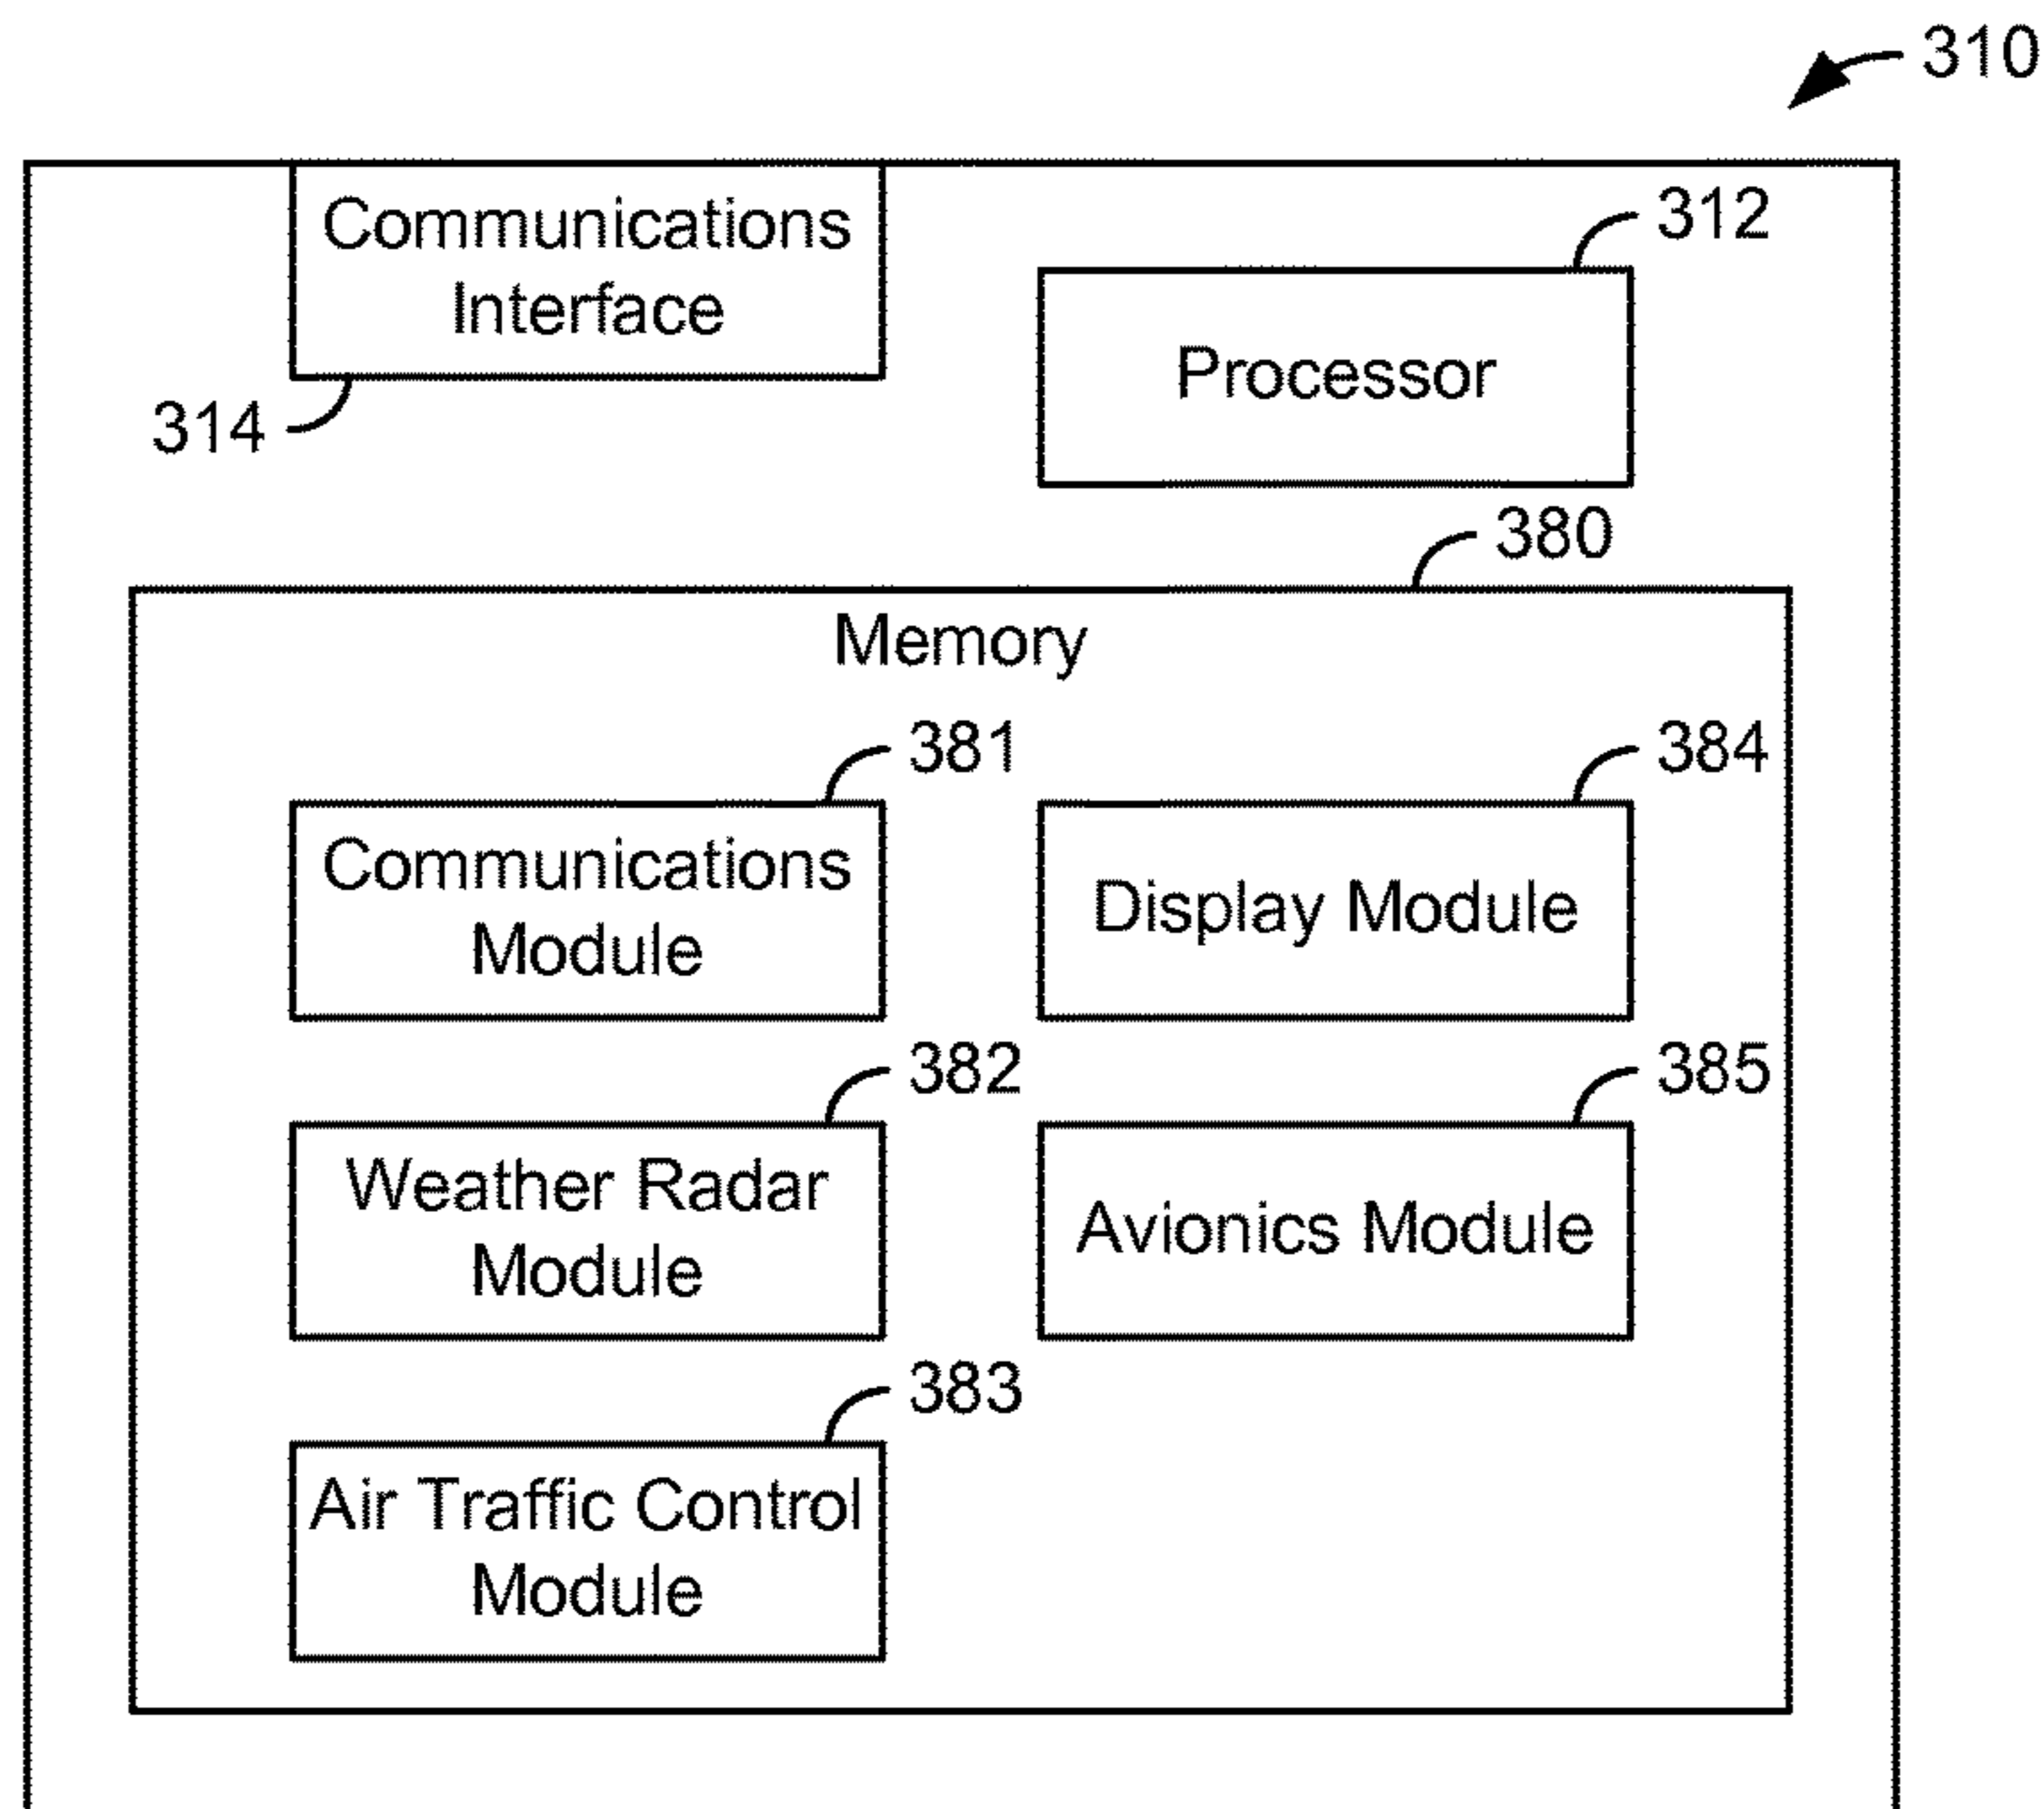 310
Communications
Interface
314
312
Processor
380
Memory
381
Communications
Module
384
Display Module
382
Weather Radar
Module
385
Avionics Module
383
Air Traffic Control
Module